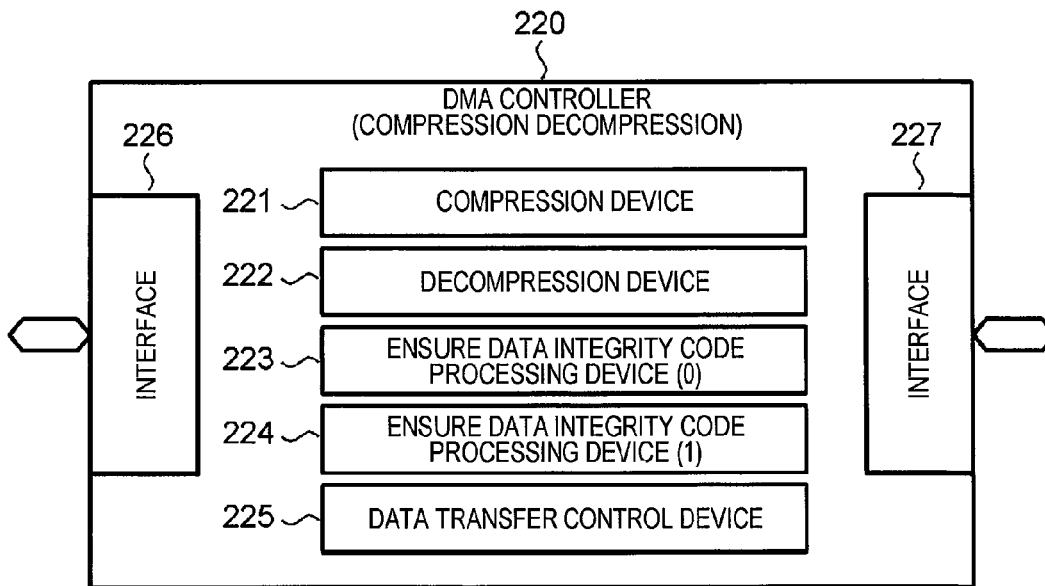 220
DMA CONTROLLER
(COMPRESSION DECOMPRESSION)
226
227
221
COMPRESSION DEVICE
222
DECOMPRESSION DEVICE
INTERFACE
INTERFACE
223
ENSURE DATA INTEGRITY CODE
PROCESSING DEVICE (0)
224
ENSURE DATA INTEGRITY CODE
PROCESSING DEVICE (1)
225
DATA TRANSFER CONTROL DEVICE